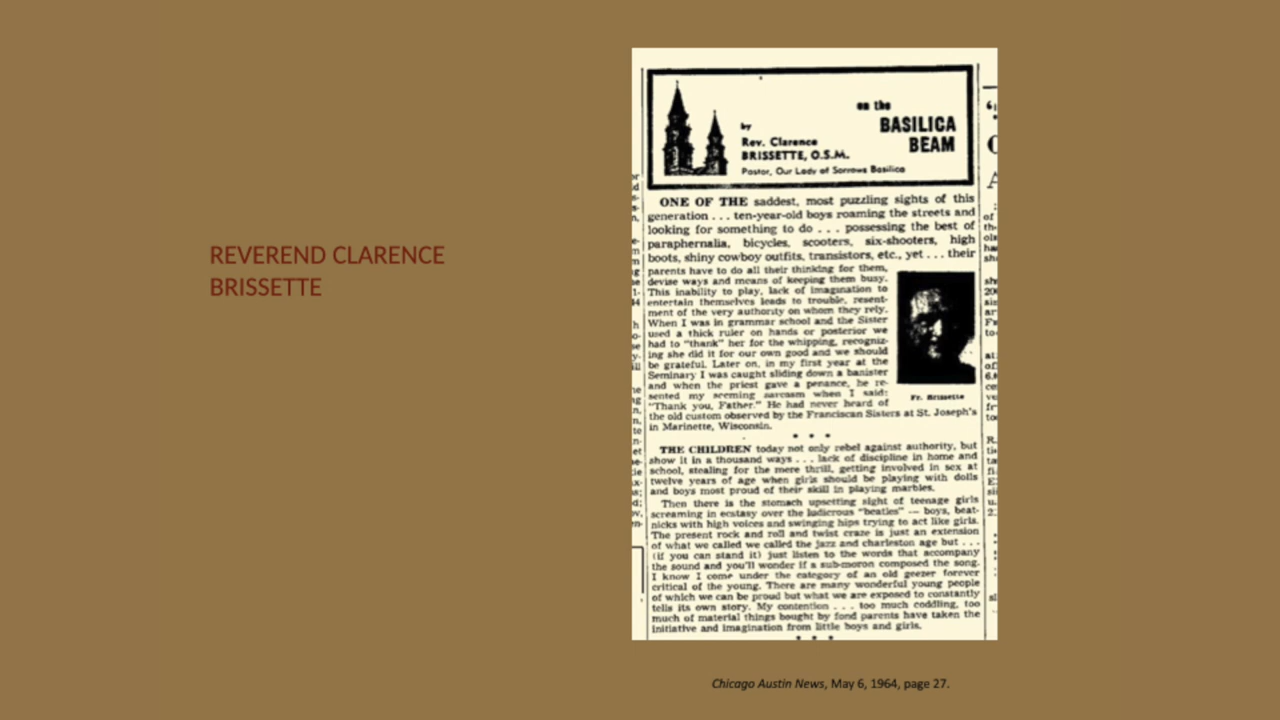 REVEREND CLARENCE
BRISSETTE
on the
BASILICA
BEAM
by
Rev. Clarence
BRISSETTE, O.S.M.
Pastor, Our Lady of Sorrows Basilica
ONE OF THE saddest, most puzzling sights of this
generation . . . ten-year-old boys roaming the streets and
looking for something to do . . . possessing the best of
paraphernalia, bicycles, scooters, six-shooters, high
boots, shiny cowboy outfits, transistors, etc., yet . . . their
parents have to do all their thinking for them,
devise ways and means of keeping them busy.
This inability to play, lack of imagination to
entertain themselves leads to trouble, resent-
ment of the very authority on whom they rely.
When I was in grammar school and the Sister
used a thick ruler on hands or posterior we
had to "thank" her for the whipping, recogniz-
ing she did it for our own good and we should
be grateful. Later on, in my first year at the
Seminary I was caught sliding down a banister
and when the priest gave a penance, he re-
sented my seeming sarcasm when I said:
"Thank you, Father." He had never heard of
the old custom observed by the Franciscan Sisters at St. Joseph's
in Marinette, Wisconsin.
Fr. Brissette
* * *
THE CHILDREN today not only rebel against authority, but
show it in a thousand ways . . . lack of discipline in home and
school, stealing for the mere thrill, getting involved in sex at
twelve years of age when girls should be playing with dolls
and boys most proud of their skill in playing marbles.
Then there is the stomach upsetting sight of teenage girls
screaming in ecstasy over the ludicrous "beatles" — boys, beat-
nicks with high voices and swinging hips trying to act like girls.
The present rock and roll and twist craze is just an extension
of what we called we called the jazz and charleston age but . . .
(if you can stand it) just listen to the words that accompany
the sound and you'll wonder if a sub-moron composed the song.
I know I come under the category of an old geezer forever
critical of the young. There are many wonderful young people
of which we can be proud but what we are exposed to constantly
tells its own story. My contention . . . too much coddling, too
much of material things bought by fond parents have taken the
initiative and imagination from little boys and girls.
* * *
Chicago Austin News, May 6, 1964, page 27.